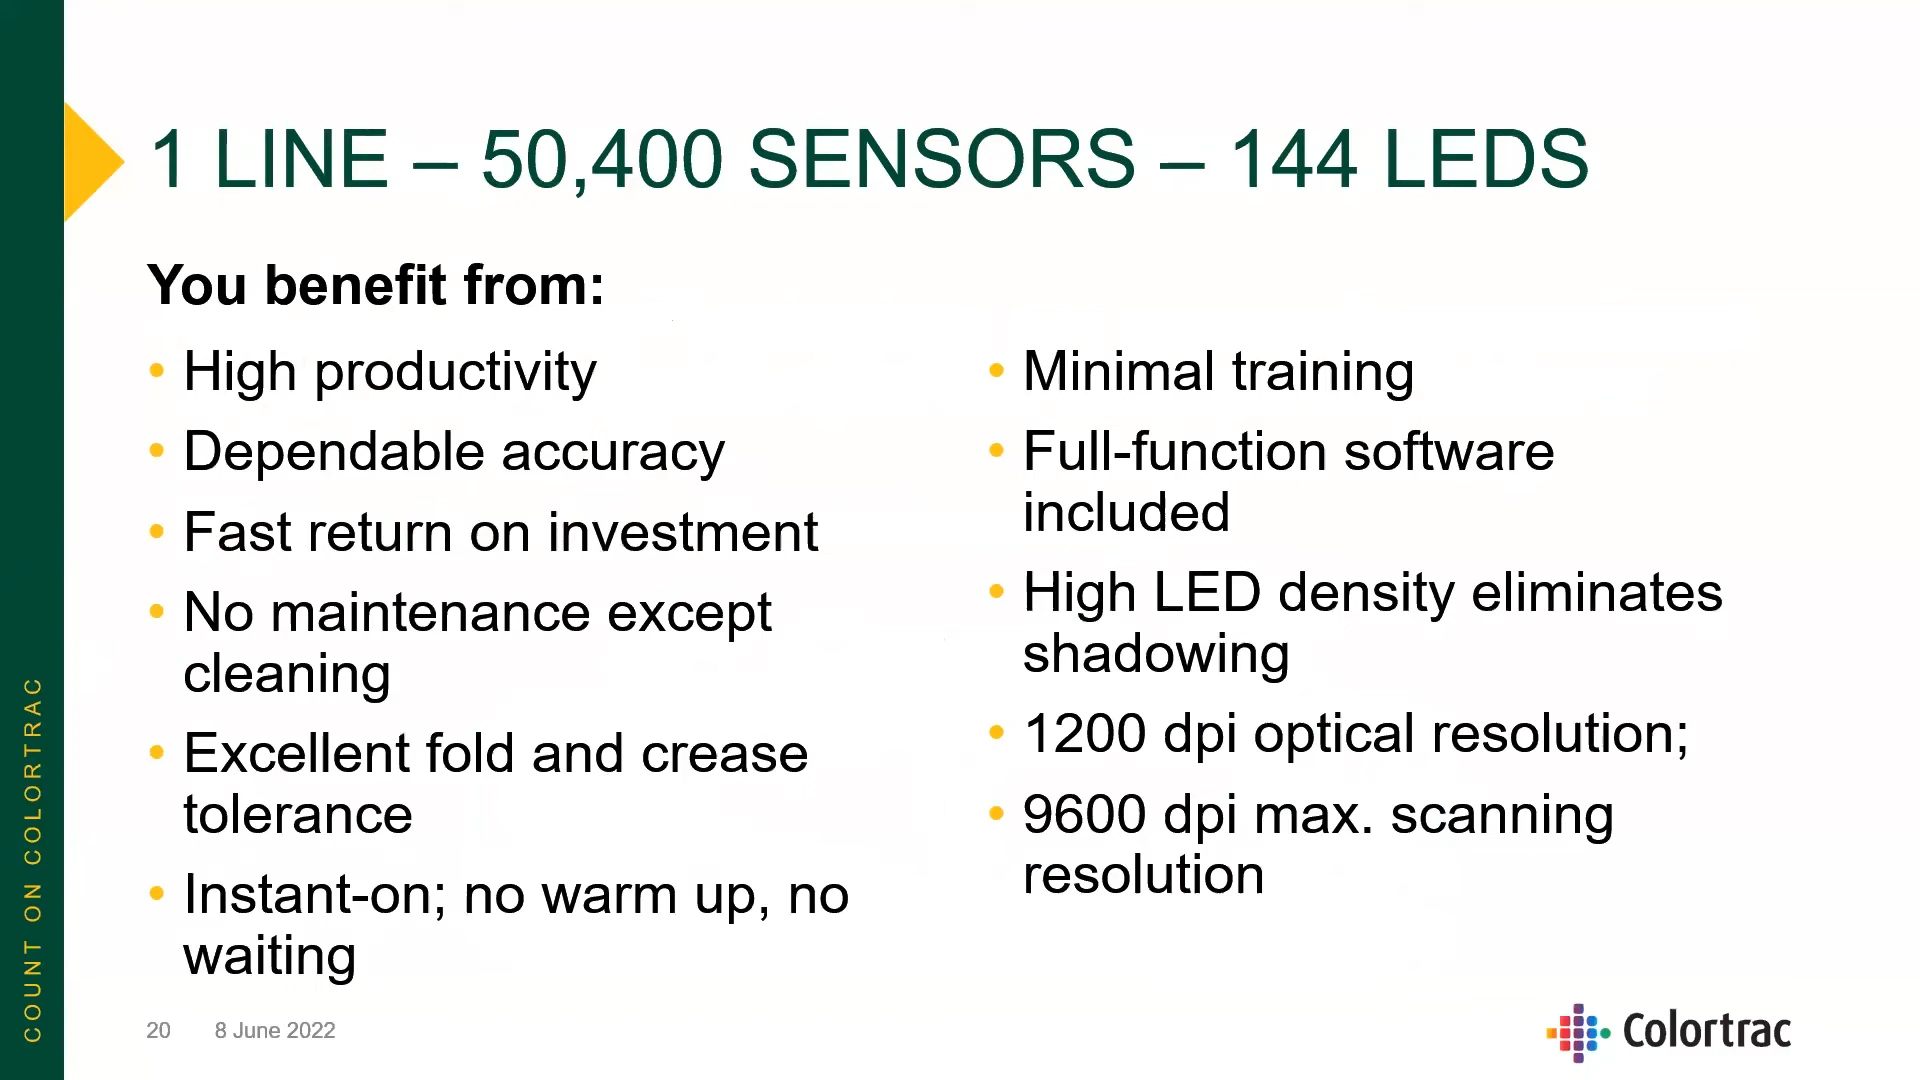 1 LINE – 50,400 SENSORS – 144 LEDS
You benefit from:
• High productivity
• Dependable accuracy
• Fast return on investment
• No maintenance except
cleaning
• Excellent fold and crease
tolerance
• Instant-on; no warm up, no
waiting
• Minimal training
• Full-function software
included
• High LED density eliminates
shadowing
• 1200 dpi optical resolution;
• 9600 dpi max. scanning
resolution
COUNT ON COLORTRAC
20 8 June 2022
Colortrac